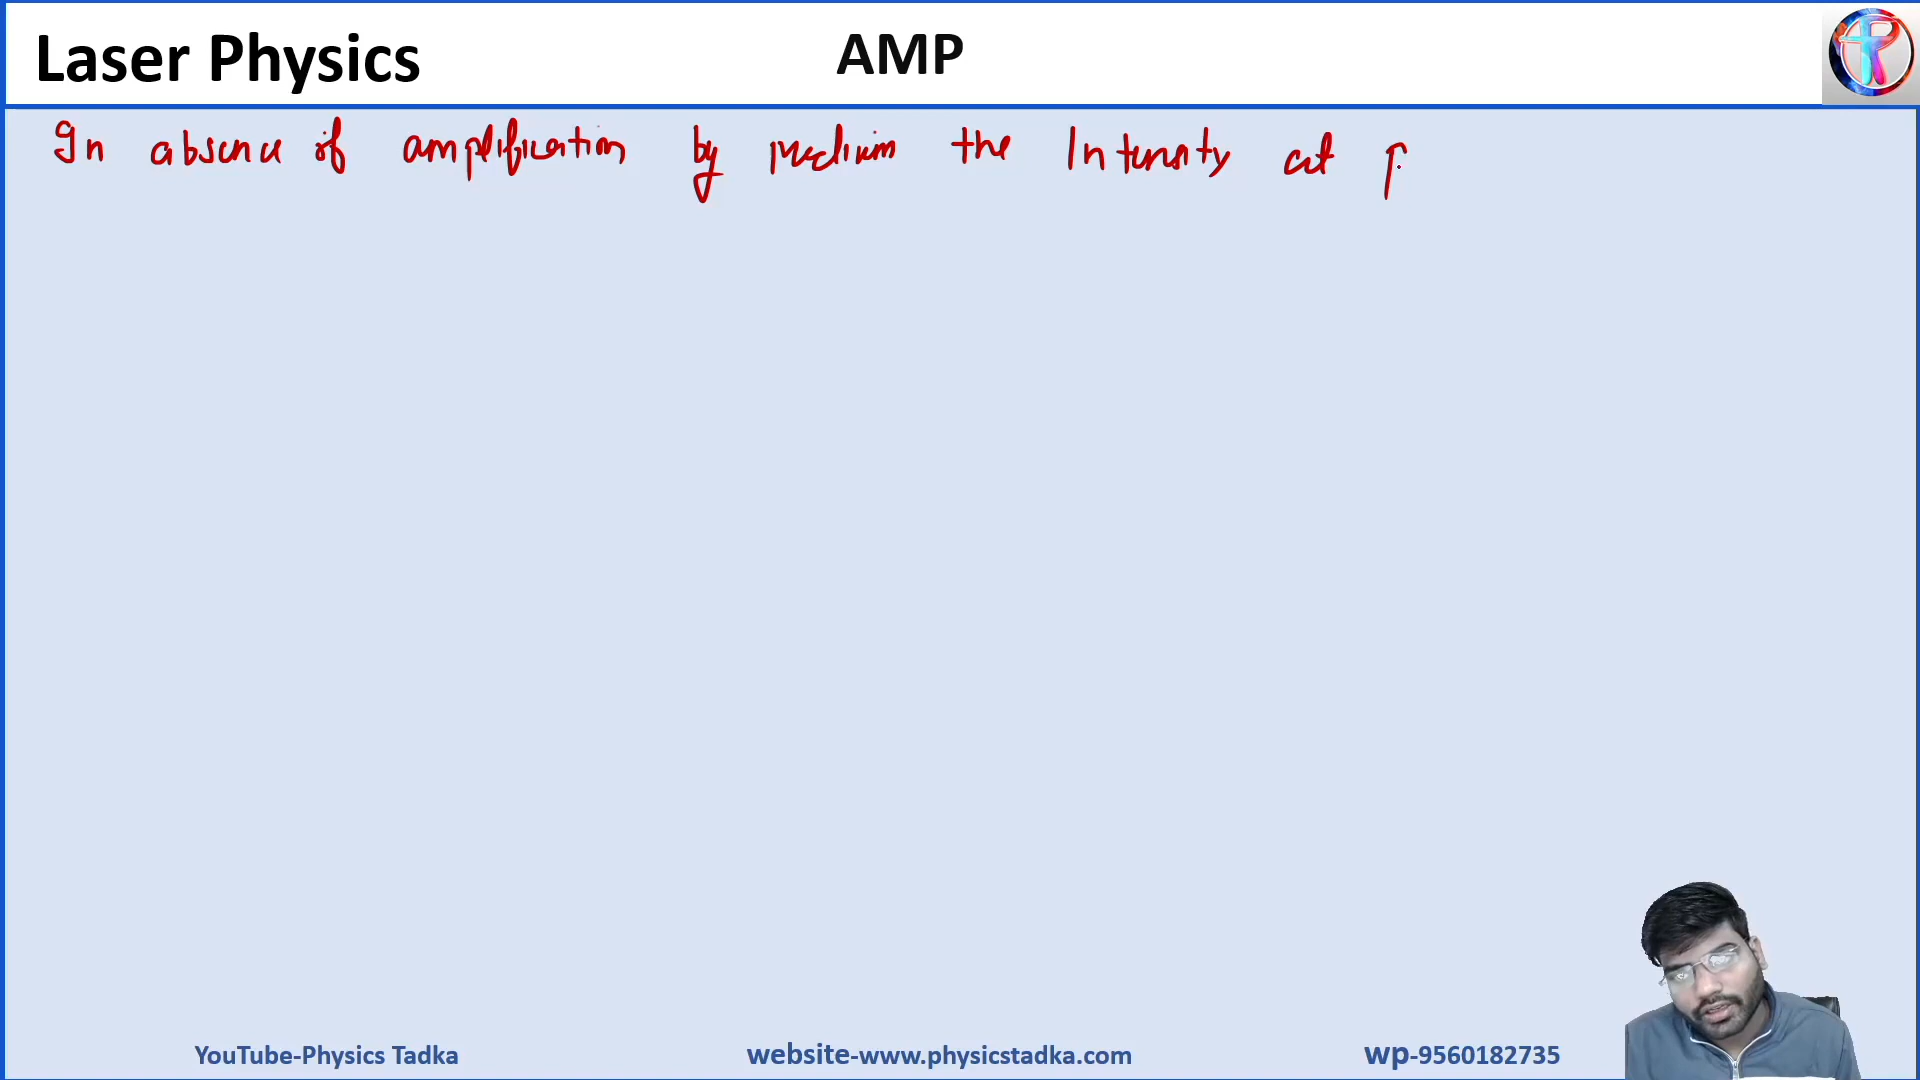 Laser Physics
AMP
In absence of amplification by medium the Intensity at P
YouTube-Physics Tadka
website-www.physicstadka.com
wp-9560182735